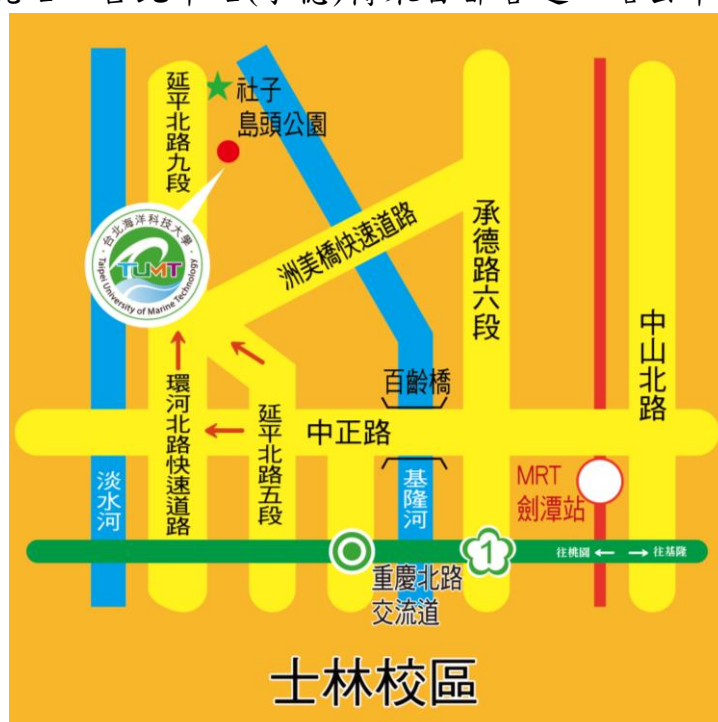 延平北路九段
社子
島頭公園
台北海洋科技大學
TUMT
Taipei University of Marine Technology
洲美橋快速道路
承德路六段
中山北路
百齡橋
中正路
環河北路快速道路
延平北路五段
淡水河
基隆河
MRT
劍潭站
1
往桃園 ← → 往基隆
重慶北路
交流道
士林校區